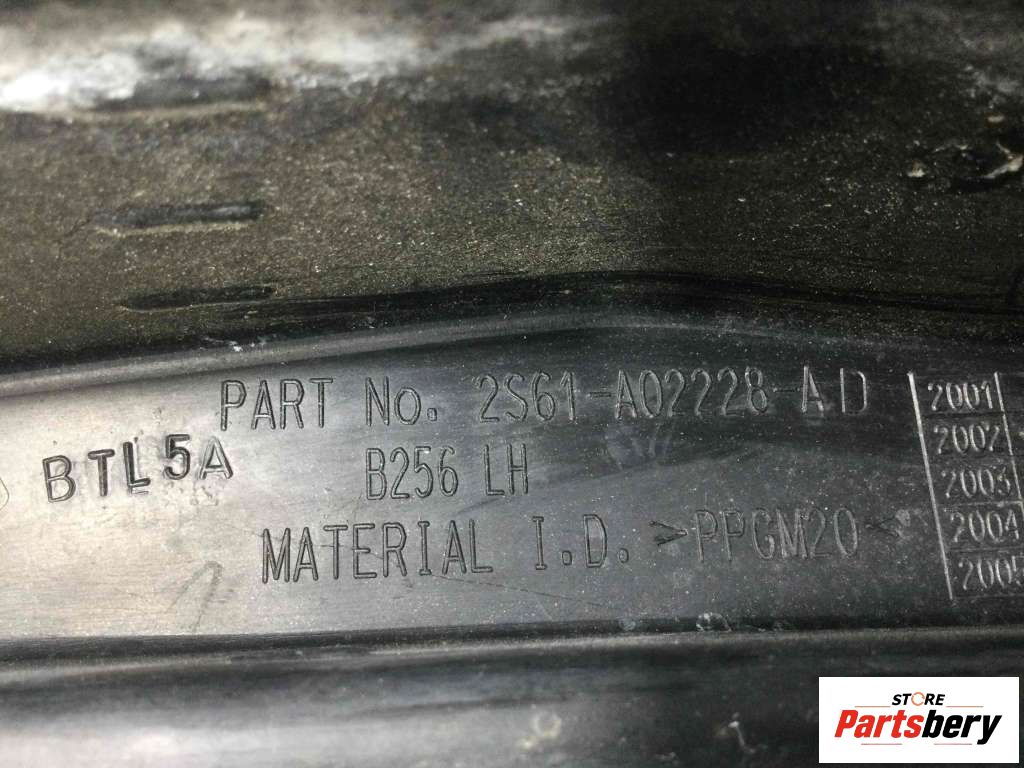 PART No. 2S61-A02228-AD
BTL5A
B256 LH
MATERIAL I.D. >PPGM20<
2001
2002
2003
2004
2005
STORE
Partsbery